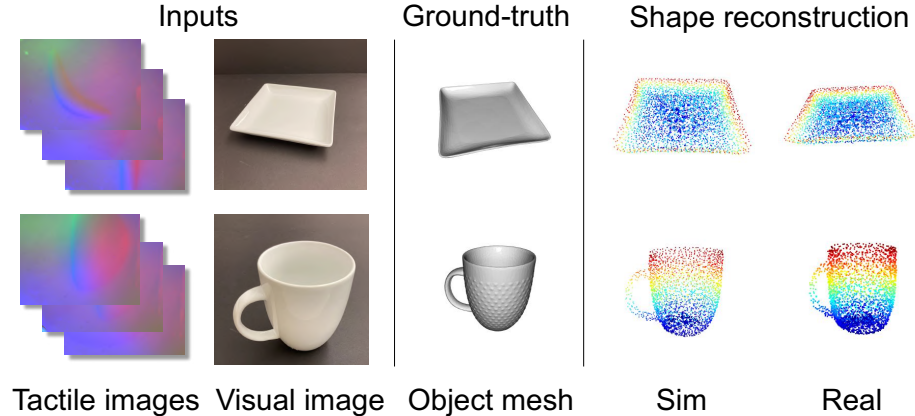 Inputs
Ground-truth
Shape reconstruction
Tactile images
Visual image
Object mesh
Sim
Real